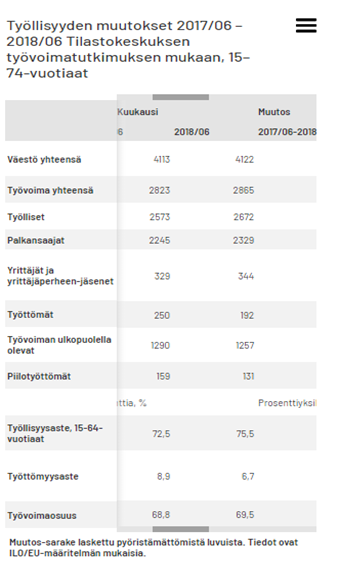 Työllisyyden muutokset 2017/06 –
2018/06 Tilastokeskuksen
työvoimatutkimuksen mukaan, 15–
74-vuotiaat
Kuukausi Muutos
6 2018/06 2017/06-2018
Väestö yhteensä 4113 4122
Työvoima yhteensä 2823 2865
Työlliset 2573 2672
Palkansaajat 2245 2329
Yrittäjät ja
yrittäjäperheen-jäsenet 329 344
Työttömät 250 192
Työvoiman ulkopuolella
olevat 1290 1257
Piilotyöttömät 159 131
ttia, % Prosenttiyksi
Työllisyysaste, 15-64-
vuotiaat 72,5 75,5
Työttömyysaste 8,9 6,7
Työvoimaosuus 68,8 69,5
Muutos-sarake laskettu pyöristämättömistä luvuista. Tiedot ovat
ILO/EU-määritelmän mukaisia.